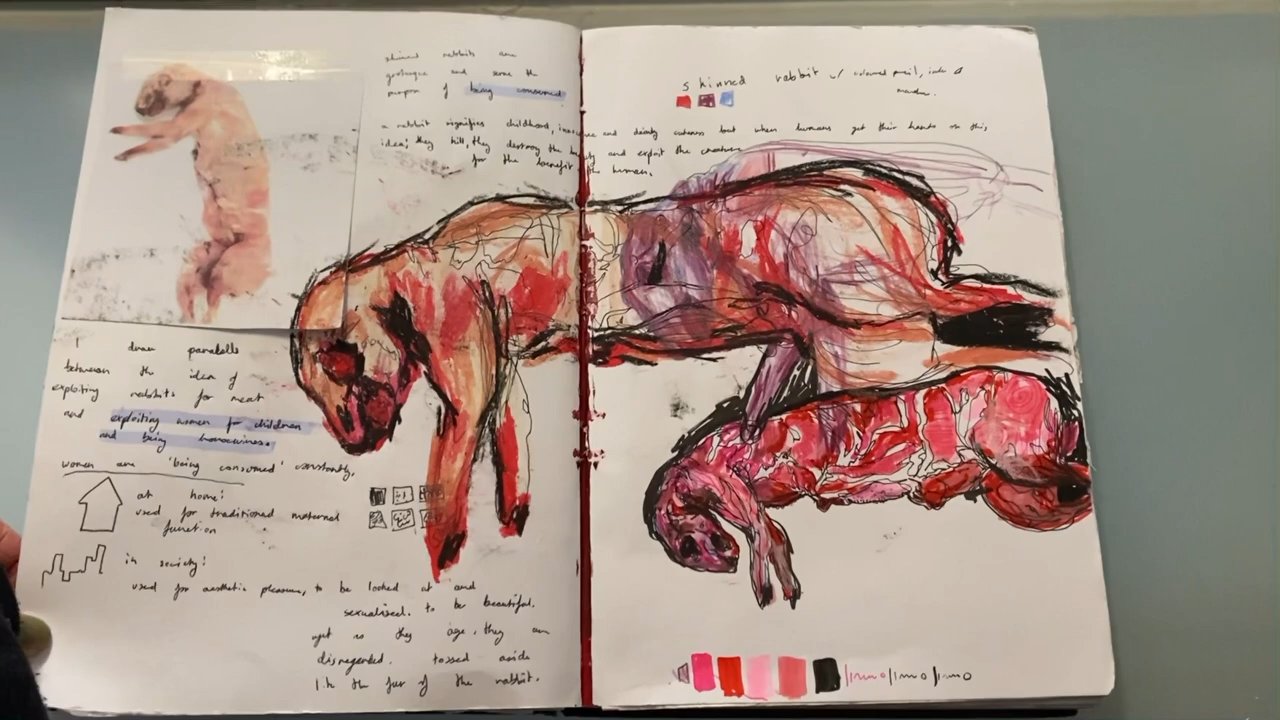 skinned rabbits are
grotesque and serve the
purpose of being consumed
a rabbit signifies childhood, innocence and dainty cuteness but when humans get their hands on this
idea; they kill, they destroy the beauty and exploit the creature
for the benefit of the human.
I draw paralells
between the idea of
exploiting rabbits for meat
and exploiting women for children
and being housewives.
women are 'being consumed' constantly,
at home:
used for traditional maternal
function
in society:
used for aesthetic pleasure, to be looked at and
sexualised. to be beautiful.
yet as they age, they are
disregarded. tossed aside
like the fur of the rabbit.
skinned rabbit w/ coloured pencil, ink &
marker.